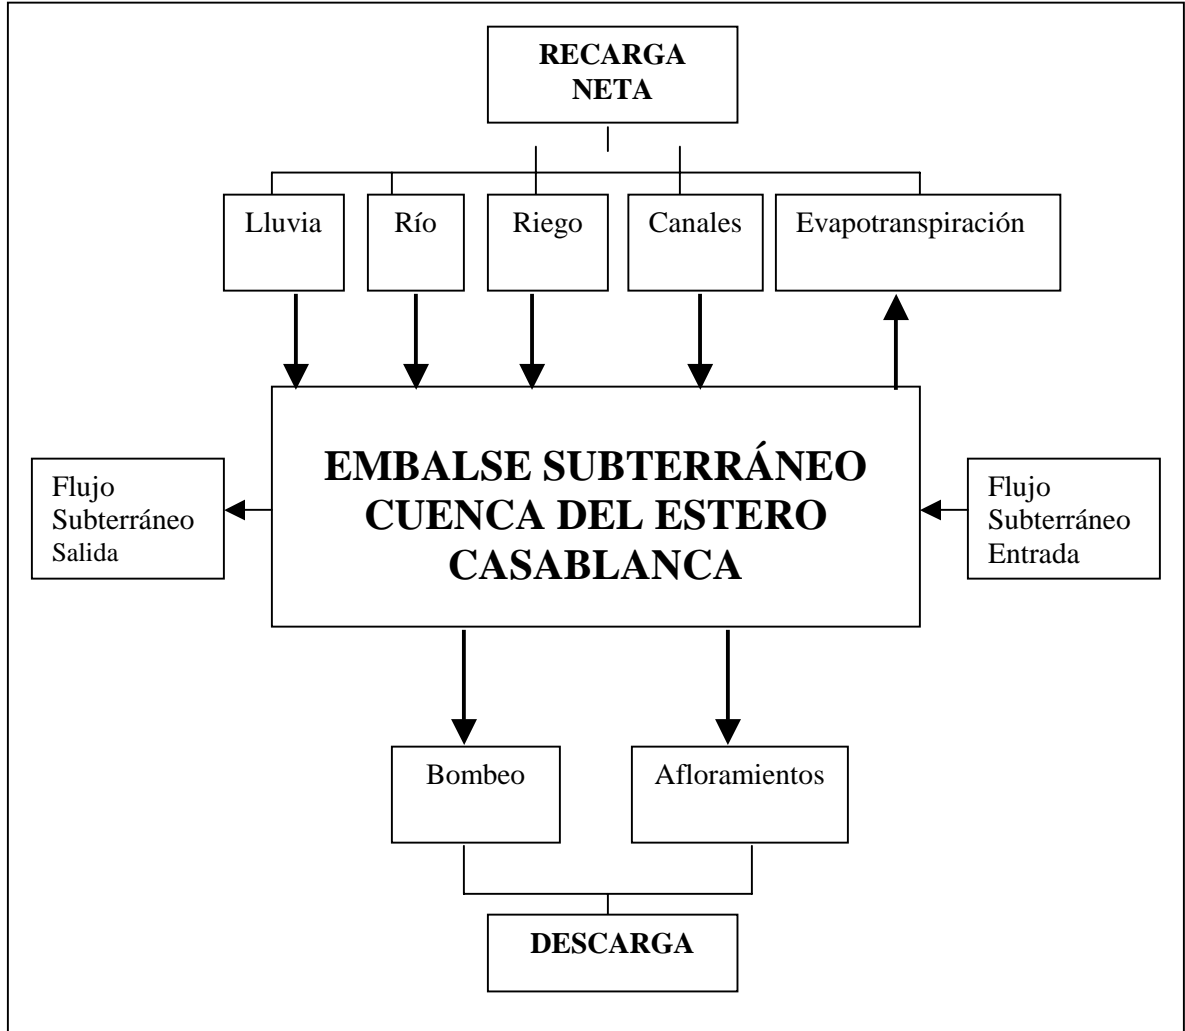 RECARGA
NETA
Lluvia
Río
Riego
Canales
Evapotranspiración
EMBALSE SUBTERRÁNEO
CUENCA DEL ESTERO
CASABLANCA
Flujo
Subterráneo
Salida
Flujo
Subterráneo
Entrada
Bombeo
Afloramientos
DESCARGA